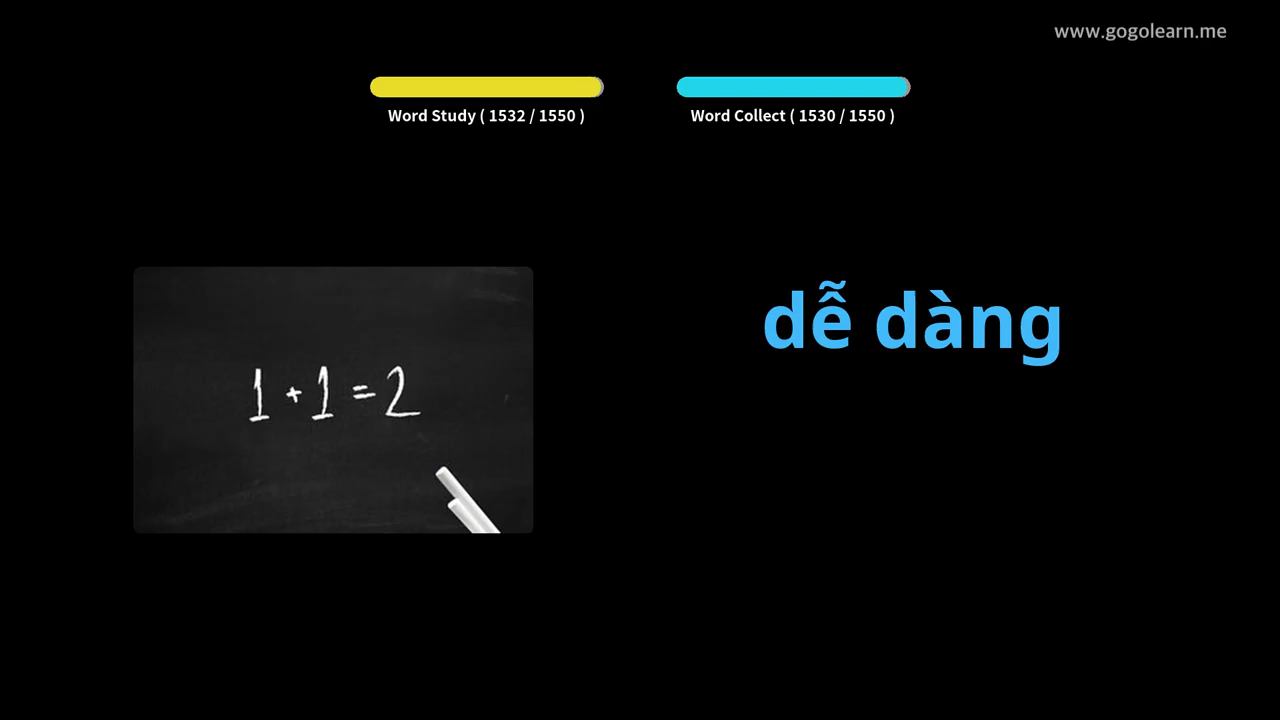 www.gogolearn.me
Word Study ( 1532 / 1550 )
Word Collect ( 1530 / 1550 )
dễ dàng
1 + 1 = 2